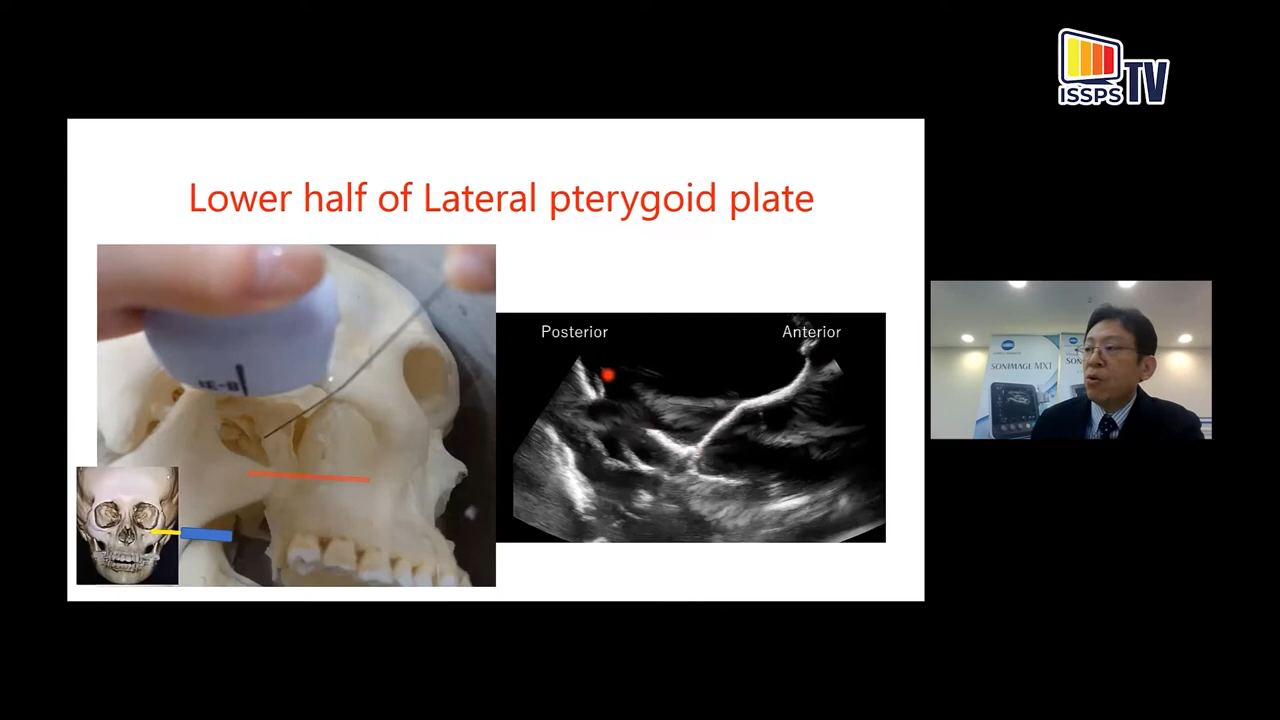 ISSPS TV
Lower half of Lateral pterygoid plate
Posterior
Anterior
SONIMAGE MX1